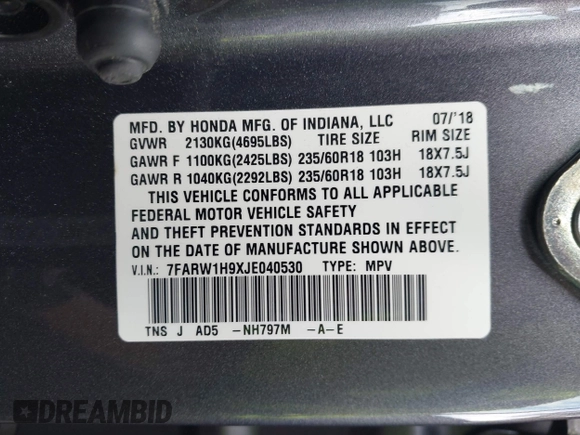 MFD. BY HONDA MFG. OF INDIANA, LLC 07/'18
GVWR 2130KG(4695LBS) TIRE SIZE RIM SIZE
GAWR F 1100KG(2425LBS) 235/60R18 103H 18X7.5J
GAWR R 1040KG(2292LBS) 235/60R18 103H 18X7.5J
THIS VEHICLE CONFORMS TO ALL APPLICABLE
FEDERAL MOTOR VEHICLE SAFETY
AND THEFT PREVENTION STANDARDS IN EFFECT
ON THE DATE OF MANUFACTURE SHOWN ABOVE.
V.I.N.: 7FARW1H9XJE040530 TYPE: MPV
TNS J AD5 -NH797M -A-E
DREAMBID